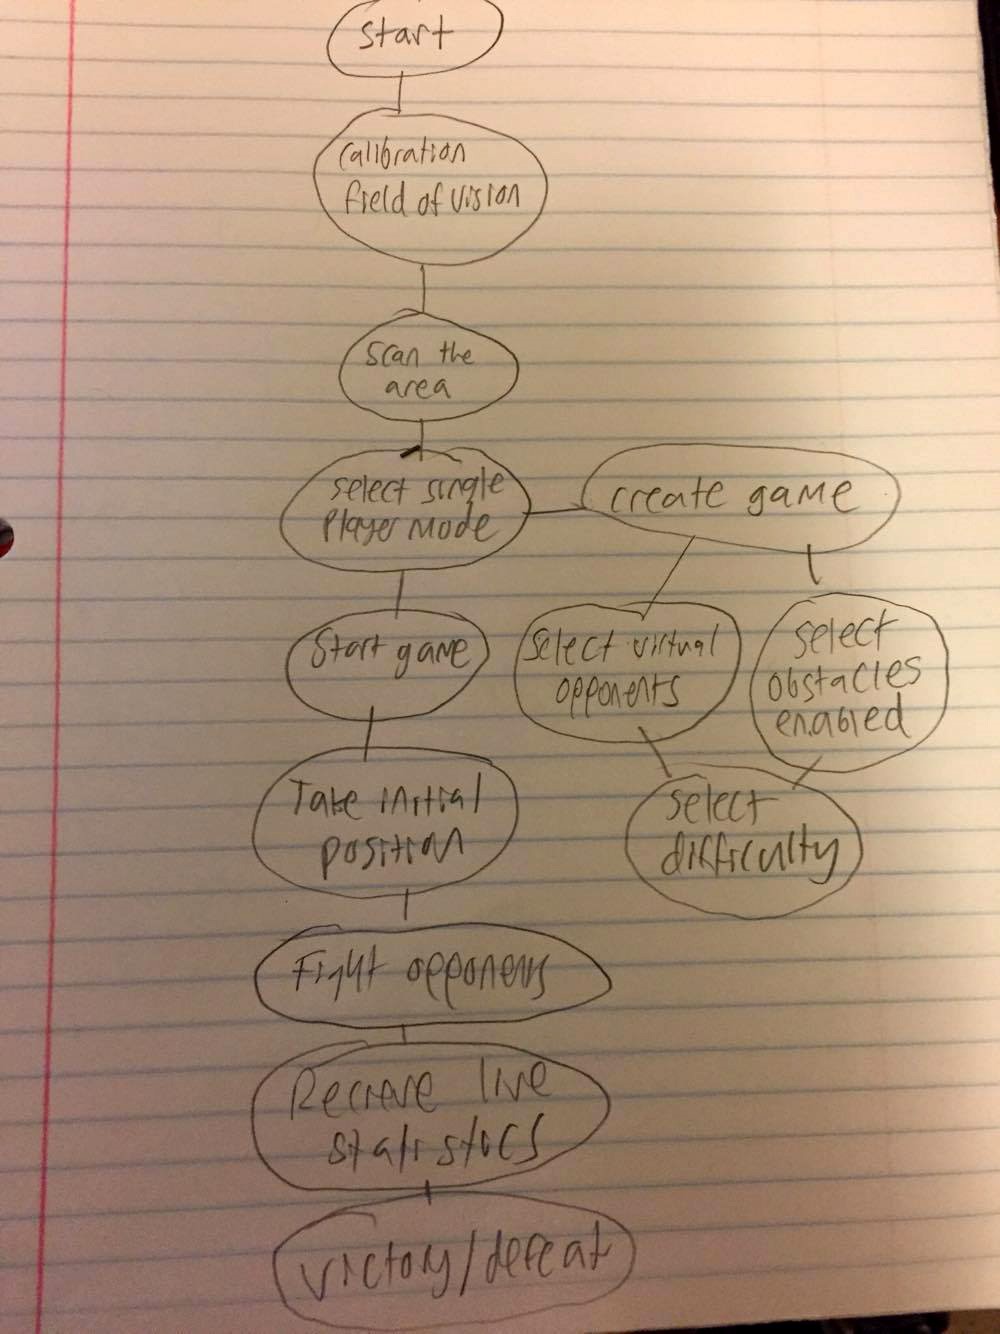 start
Calibration
field of vision
scan the
area
select single
Player mode
create game
Start game
Select virtual
opponents
select
obstacles
enabled
Take initial
position
select
difficulty
Fight opponents
Recieve live
statistics
victory/defeat